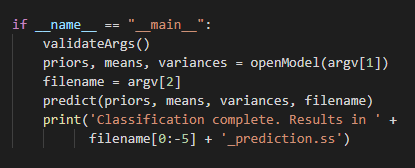 if __name__ == "__main__":
    validateArgs()
    priors, means, variances = openModel(argv[1])
    filename = argv[2]
    predict(priors, means, variances, filename)
    print('Classification complete. Results in ' +
          filename[0:-5] + '_prediction.ss')